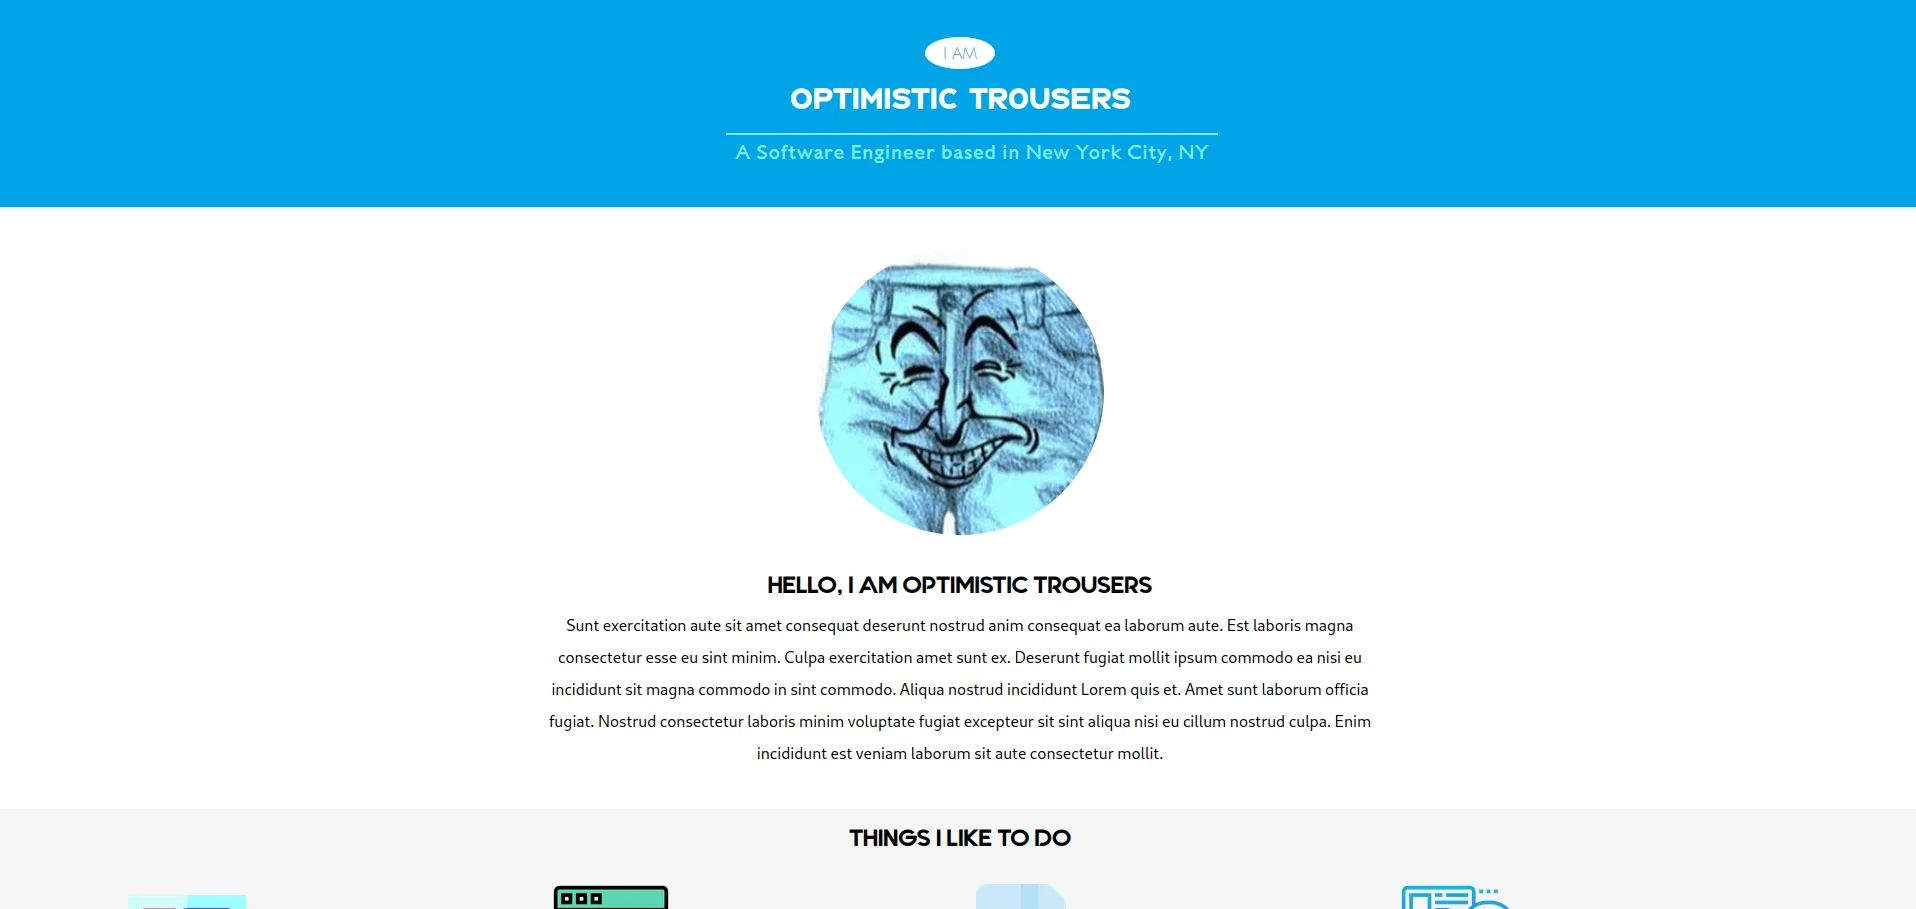 I AM
OPTIMISTIC TROUSERS
A Software Engineer based in New York City, NY
HELLO, I AM OPTIMISTIC TROUSERS
Sunt exercitation aute sit amet consequat deserunt nostrud anim consequat ea laborum aute. Est laboris magna
consectetur esse eu sint minim. Culpa exercitation amet sunt ex. Deserunt fugiat mollit ipsum commodo ea nisi eu
incididunt sit magna commodo in sint commodo. Aliqua nostrud incididunt Lorem quis et. Amet sunt laborum officia
fugiat. Nostrud consectetur laboris minim voluptate fugiat excepteur sit sint aliqua nisi eu cillum nostrud culpa. Enim
incididunt est veniam laborum sit aute consectetur mollit.
THINGS I LIKE TO DO